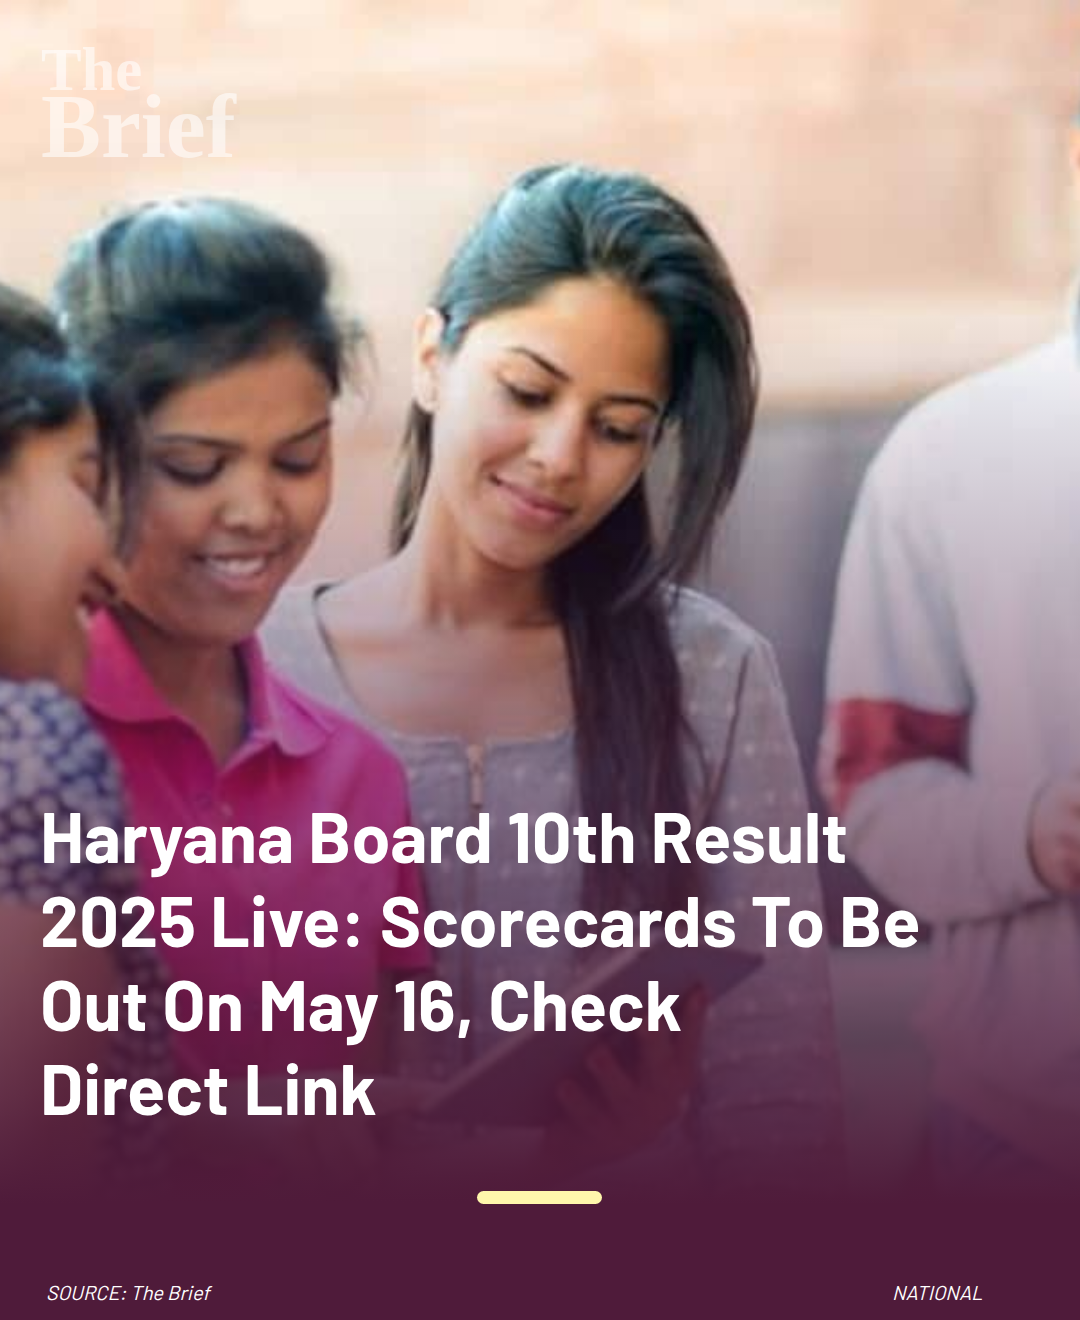 The
Brief
Haryana Board 10th Result
2025 Live: Scorecards To Be
Out On May 16, Check
Direct Link
SOURCE: The Brief
NATIONAL